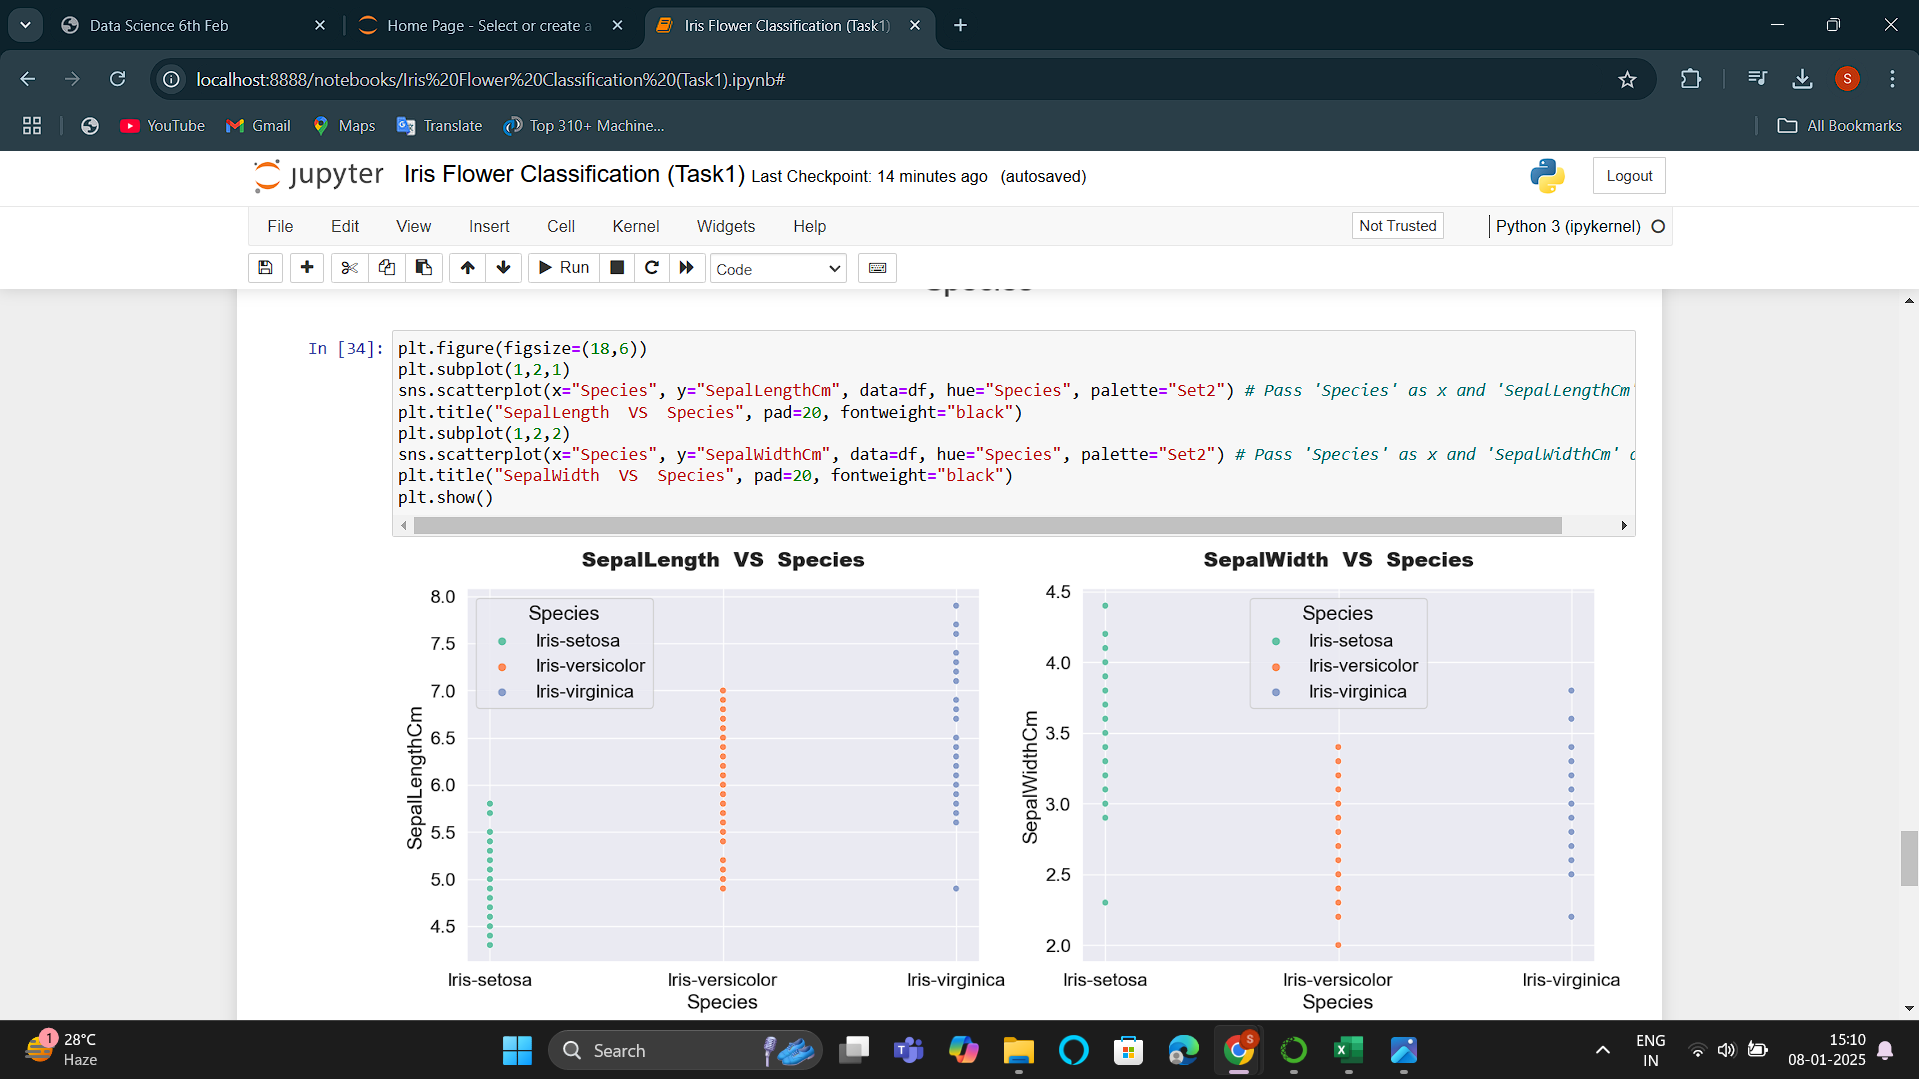 Data Science 6th Feb
Home Page - Select or create a
Iris Flower Classification (Task1)
localhost:8888/notebooks/Iris%20Flower%20Classification%20(Task1).ipynb#
S
YouTube
Gmail
Maps
Translate
Top 310+ Machine...
All Bookmarks
jupyter Iris Flower Classification (Task1) Last Checkpoint: 14 minutes ago (autosaved)
Logout
File Edit View Insert Cell Kernel Widgets Help
Not Trusted
Python 3 (ipykernel)
Run
Code
Species
In [34]:
plt.figure(figsize=(18,6))
plt.subplot(1,2,1)
sns.scatterplot(x="Species", y="SepalLengthCm", data=df, hue="Species", palette="Set2") # Pass 'Species' as x and 'SepalLengthCm'
plt.title("SepalLength  VS  Species", pad=20, fontweight="black")
plt.subplot(1,2,2)
sns.scatterplot(x="Species", y="SepalWidthCm", data=df, hue="Species", palette="Set2") # Pass 'Species' as x and 'SepalWidthCm'
plt.title("SepalWidth  VS  Species", pad=20, fontweight="black")
plt.show()
SepalLength VS Species
8.0
7.5
7.0
6.5
6.0
5.5
5.0
4.5
SepalLengthCm
Species
Iris-setosa
Iris-versicolor
Iris-virginica
Iris-setosa Iris-versicolor Iris-virginica
Species
SepalWidth VS Species
4.5
4.0
3.5
3.0
2.5
2.0
SepalWidthCm
Species
Iris-setosa
Iris-versicolor
Iris-virginica
Iris-setosa Iris-versicolor Iris-virginica
Species
1
28°C
Haze
Search
S
ENG
IN
15:10
08-01-2025